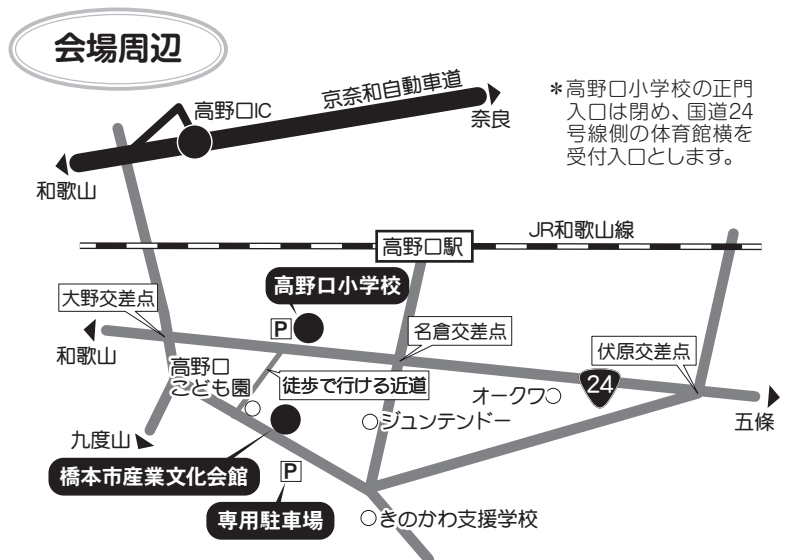 会場周辺
京奈和自動車道
高野口IC
奈良
和歌山
＊高野口小学校の正門
入口は閉め、国道24
号線側の体育館横を
受付入口とします。
JR和歌山線
高野口駅
高野口小学校
大野交差点
P
名倉交差点
和歌山
伏原交差点
高野口
こども園
徒歩で行ける近道
オークワ
24
五條
ジュンテンドー
九度山
橋本市産業文化会館
P
専用駐車場
きのかわ支援学校